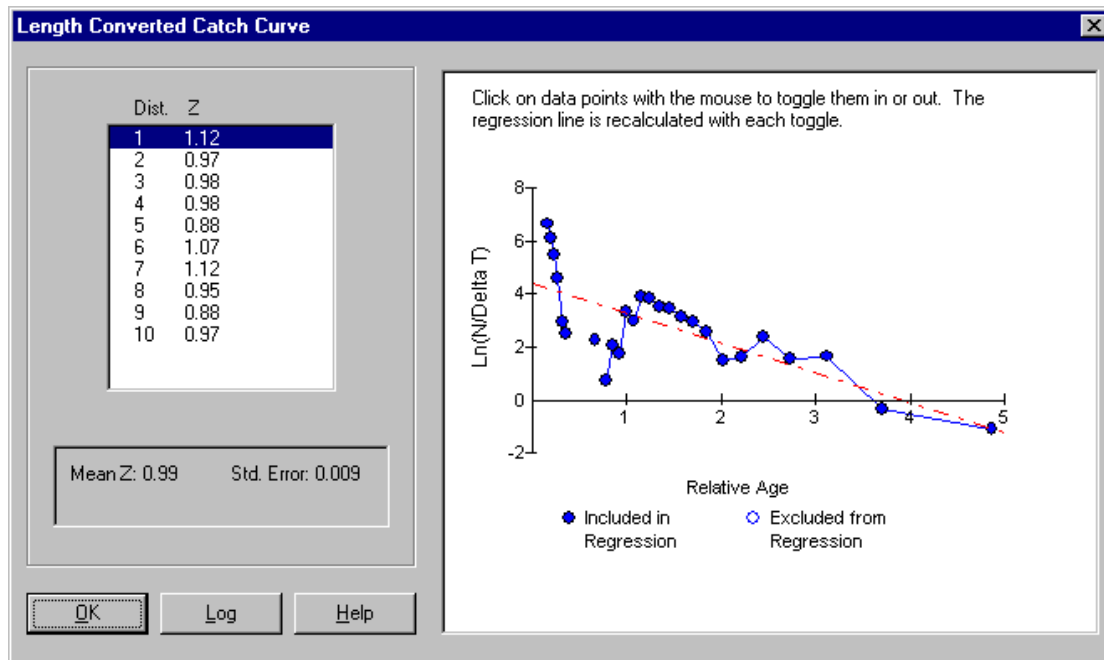 Length Converted Catch Curve
Dist. Z
1 1.12
2 0.97
3 0.98
4 0.98
5 0.88
6 1.07
7 1.12
8 0.95
9 0.88
10 0.97
Mean Z: 0.99 Std. Error: 0.009
OK Log Help
Click on data points with the mouse to toggle them in or out. The
regression line is recalculated with each toggle.
Ln(N/Delta T)
8
6
4
2
0
-2
1 2 3 4 5
Relative Age
Included in Regression
Excluded from Regression